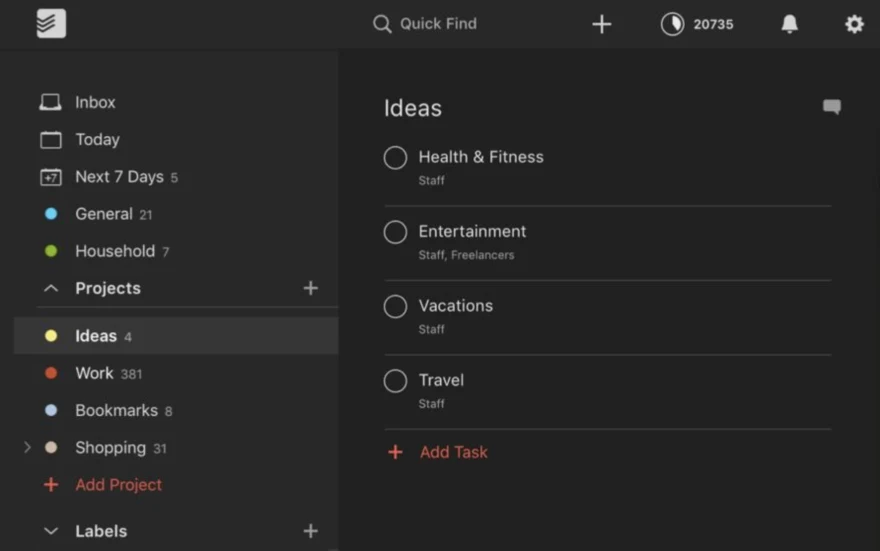 Quick Find
20735
Inbox
Today
+7 Next 7 Days 5
General 21
Household 7
Projects
Ideas 4
Work 381
Bookmarks 8
Shopping 31
Add Project
Labels
Ideas
Health & Fitness
Staff
Entertainment
Staff, Freelancers
Vacations
Staff
Travel
Staff
Add Task